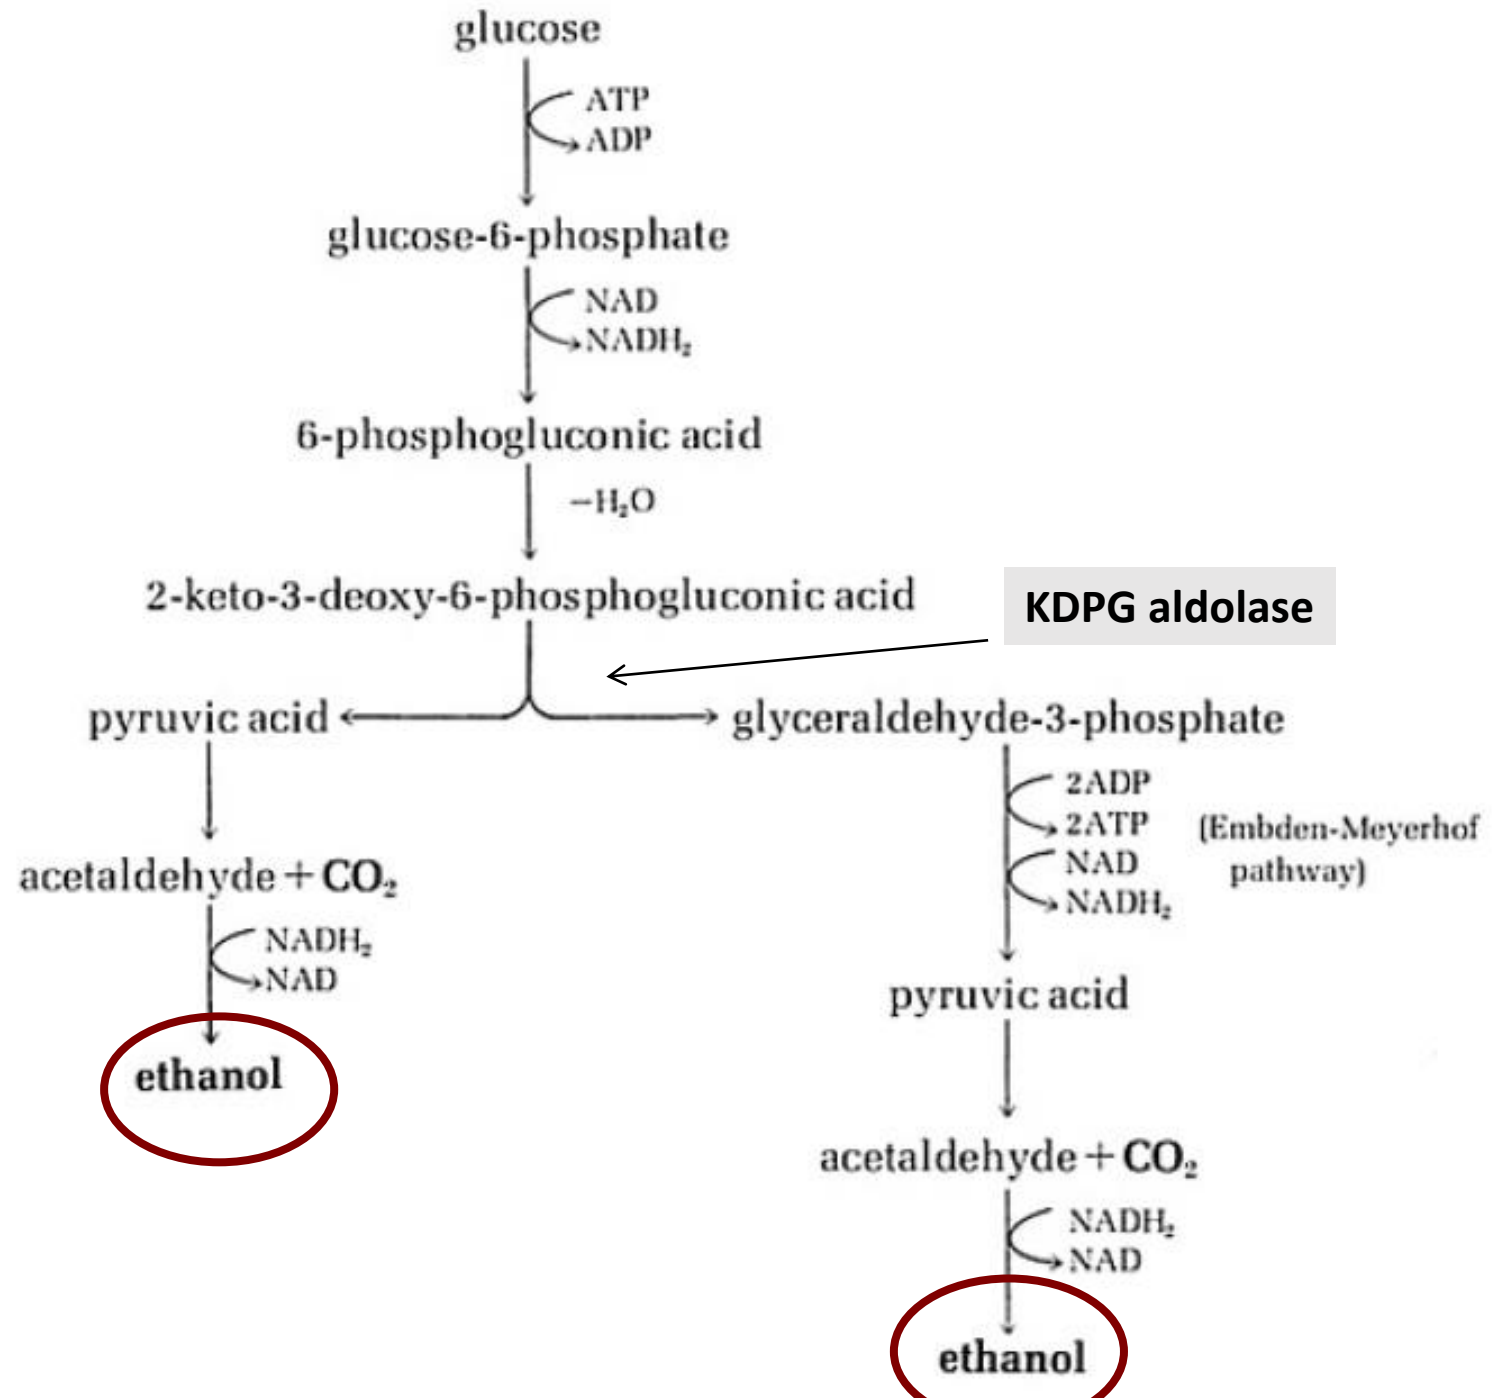 glucose
ATP
ADP
glucose-6-phosphate
NAD
NADH₂
6-phosphogluconic acid
–H₂O
2-keto-3-deoxy-6-phosphogluconic acid
KDPG aldolase
pyruvic acid
glyceraldehyde-3-phosphate
2ADP
2ATP
(Embden-Meyerhof
pathway)
NAD
NADH₂
acetaldehyde + CO₂
NADH₂
NAD
ethanol
pyruvic acid
acetaldehyde + CO₂
NADH₂
NAD
ethanol